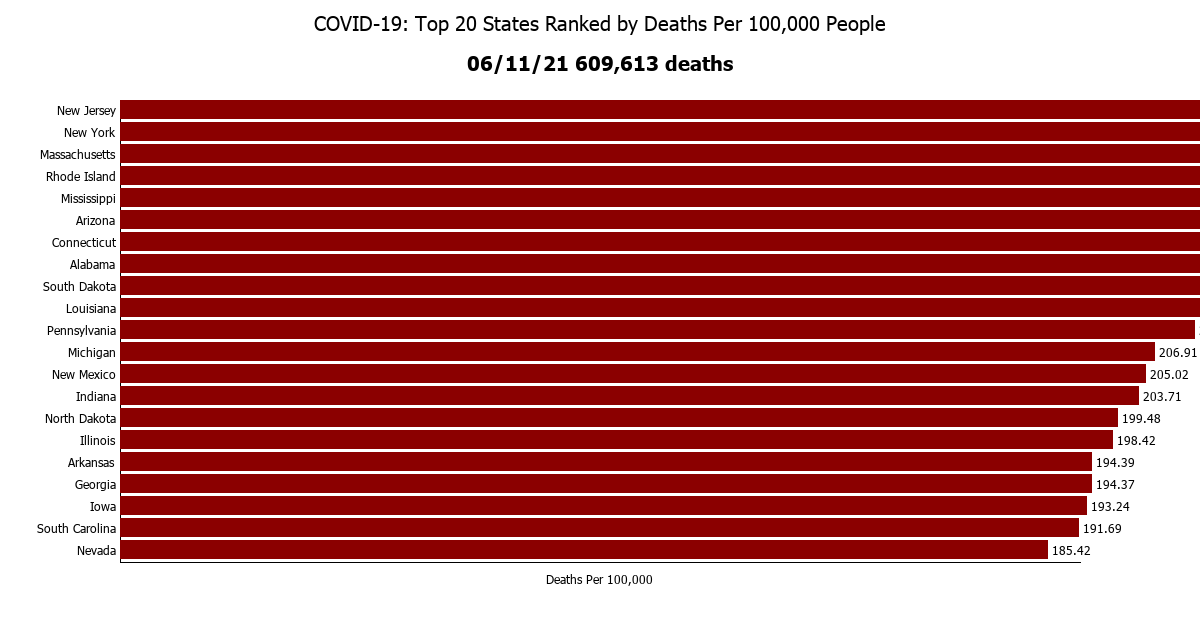 COVID-19: Top 20 States Ranked by Deaths Per 100,000 People
06/11/21 609,613 deaths
New Jersey
New York
Massachusetts
Rhode Island
Mississippi
Arizona
Connecticut
Alabama
South Dakota
Louisiana
Pennsylvania
Michigan 206.91
New Mexico 205.02
Indiana 203.71
North Dakota 199.48
Illinois 198.42
Arkansas 194.39
Georgia 194.37
Iowa 193.24
South Carolina 191.69
Nevada 185.42
Deaths Per 100,000